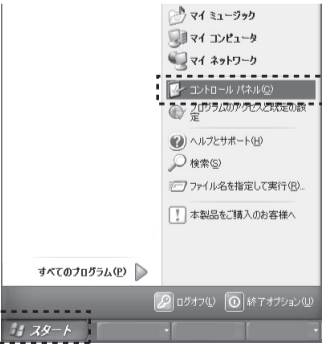 マイ ミュージック
マイ コンピュータ
マイ ネットワーク
コントロール パネル(C)
プログラムのアクセスと既定の設
定
ヘルプとサポート(H)
検索(S)
ファイル名を指定して実行(R)...
本製品をご購入のお客様へ
すべてのプログラム(P)
ログオフ(L)
終了オプション(U)
スタート